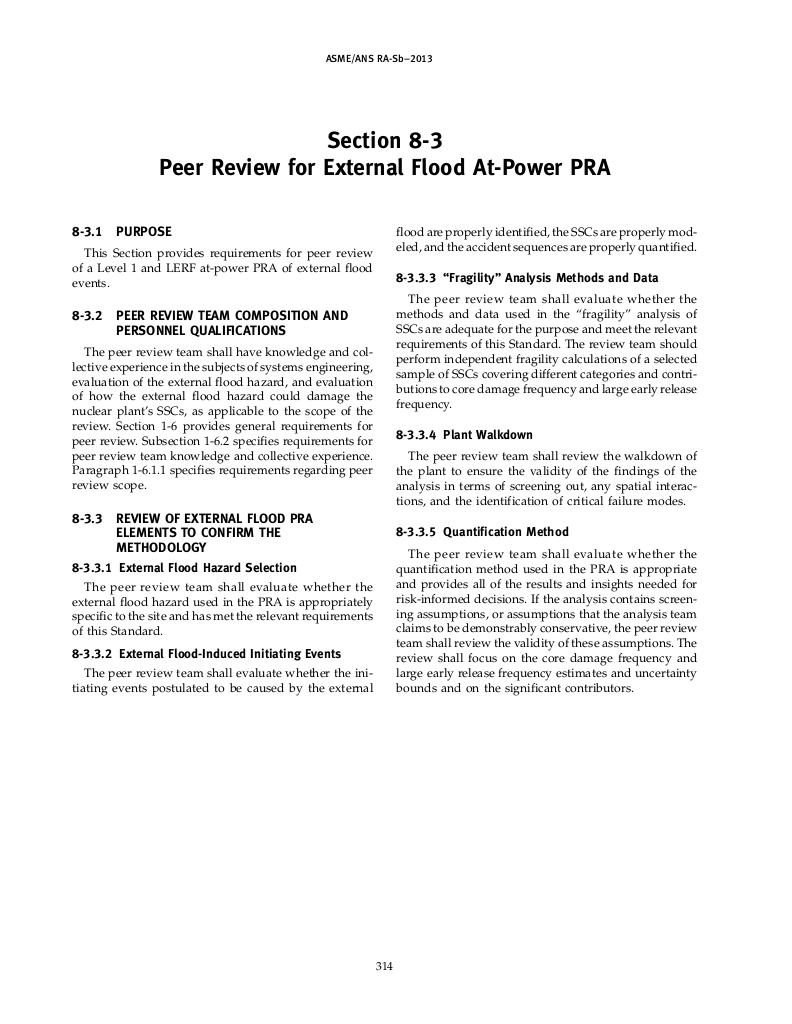 ASME/ANS RA-Sb–2013
Section 8-3
Peer Review for External Flood At-Power PRA
8-3.1 PURPOSE
This Section provides requirements for peer review
of a Level 1 and LERF at-power PRA of external flood
events.
8-3.2 PEER REVIEW TEAM COMPOSITION AND
PERSONNEL QUALIFICATIONS
The peer review team shall have knowledge and col-
lective experience in the subjects of systems engineering,
evaluation of the external flood hazard, and evaluation
of how the external flood hazard could damage the
nuclear plant's SSCs, as applicable to the scope of the
review. Section 1-6 provides general requirements for
peer review. Subsection 1-6.2 specifies requirements for
peer review team knowledge and collective experience.
Paragraph 1-6.1.1 specifies requirements regarding peer
review scope.
8-3.3 REVIEW OF EXTERNAL FLOOD PRA
ELEMENTS TO CONFIRM THE
METHODOLOGY
8-3.3.1 External Flood Hazard Selection
The peer review team shall evaluate whether the
external flood hazard used in the PRA is appropriately
specific to the site and has met the relevant requirements
of this Standard.
8-3.3.2 External Flood-Induced Initiating Events
The peer review team shall evaluate whether the ini-
tiating events postulated to be caused by the external
flood are properly identified, the SSCs are properly mod-
eled, and the accident sequences are properly quantified.
8-3.3.3 “Fragility” Analysis Methods and Data
The peer review team shall evaluate whether the
methods and data used in the “fragility” analysis of
SSCs are adequate for the purpose and meet the relevant
requirements of this Standard. The review team should
perform independent fragility calculations of a selected
sample of SSCs covering different categories and contri-
butions to core damage frequency and large early release
frequency.
8-3.3.4 Plant Walkdown
The peer review team shall review the walkdown of
the plant to ensure the validity of the findings of the
analysis in terms of screening out, any spatial interac-
tions, and the identification of critical failure modes.
8-3.3.5 Quantification Method
The peer review team shall evaluate whether the
quantification method used in the PRA is appropriate
and provides all of the results and insights needed for
risk-informed decisions. If the analysis contains screen-
ing assumptions, or assumptions that the analysis team
claims to be demonstrably conservative, the peer review
team shall review the validity of these assumptions. The
review shall focus on the core damage frequency and
large early release frequency estimates and uncertainty
bounds and on the significant contributors.
314